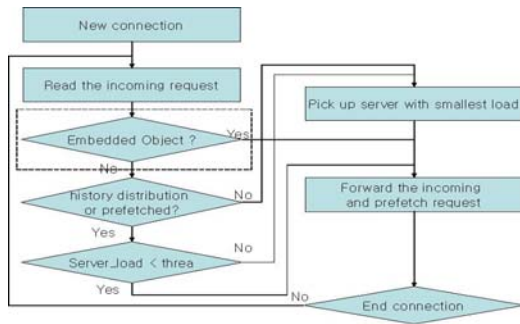 New connection
Read the incoming request
Embedded Object ?
Yes
No
history distribution
or prefetched?
No
Yes
Server_load < threa
No
Yes
Pick up server with smallest load
Forward the incoming
and prefetch request
No
End connection